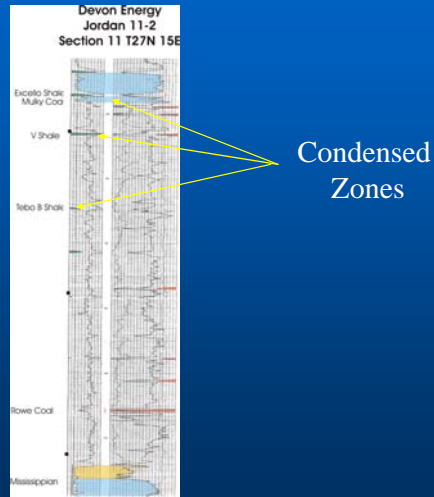 Devon Energy
Jordan 11-2
Section 11 T27N 15E
Excello Shale
Mulky Coal
V Shale
Condensed
Zones
Tebo B Shale
Rowe Coal
Mississippian